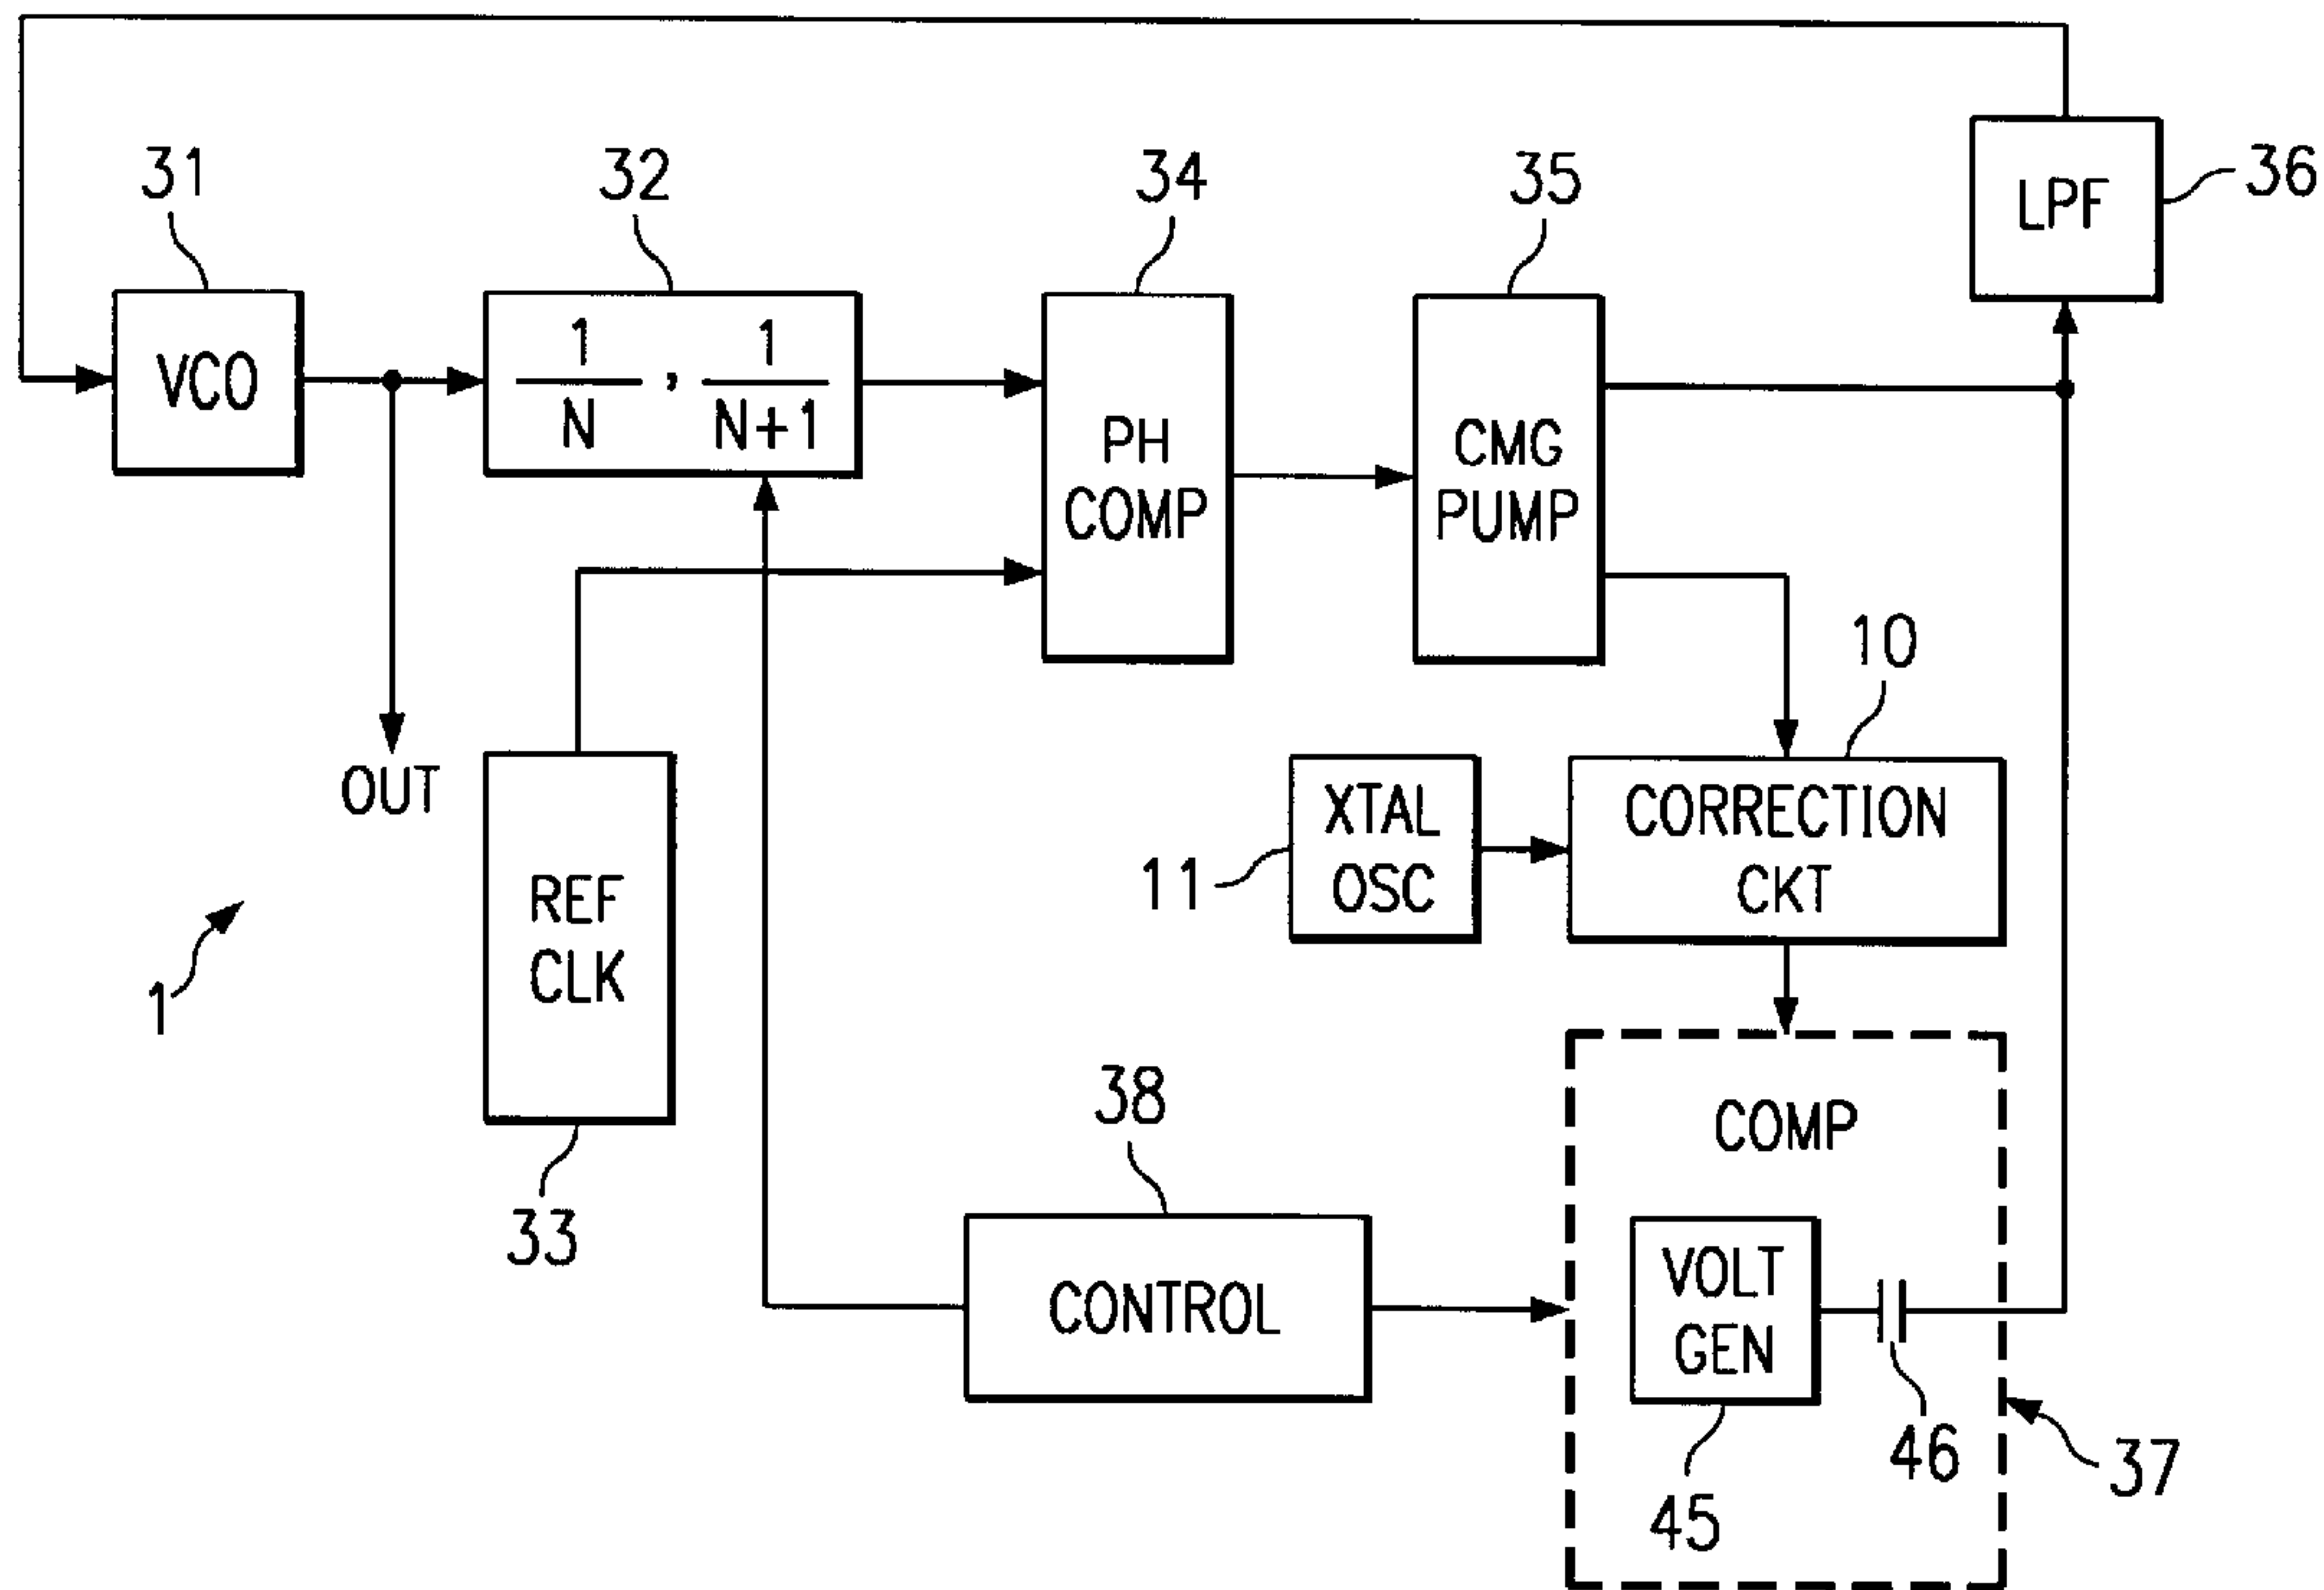 31
32
34
35
36
LPF
VCO
1 , 1
N N+1
PH
COMP
CMG
PUMP
10
OUT
XTAL
OSC
11
CORRECTION
CKT
REF
CLK
1
33
38
CONTROL
COMP
VOLT
GEN
46
45
37